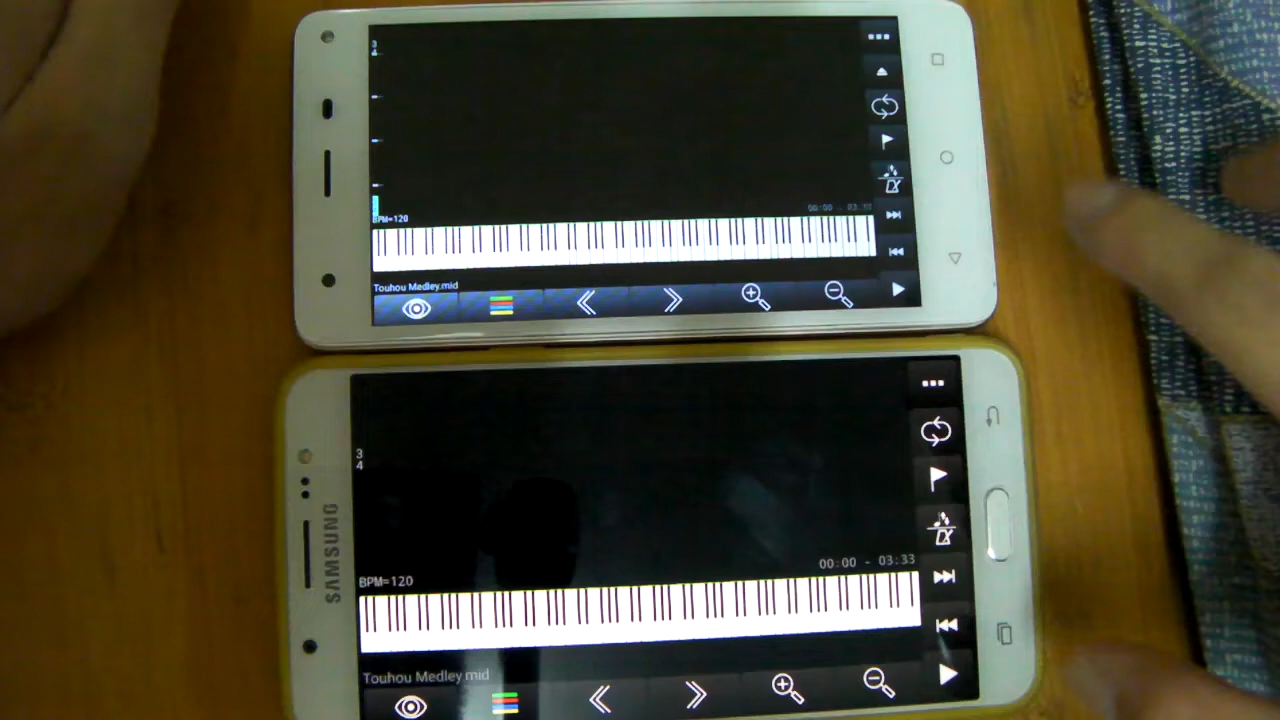 3
4
BPM=120
00:00 - 03:33
Touhou Medley.mid
SAMSUNG
3
4
BPM=120
00:00 - 03:33
Touhou Medley.mid